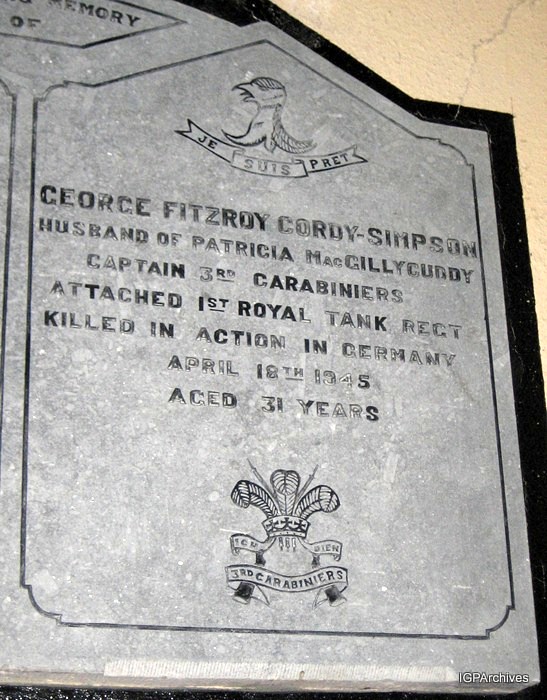 MEMORY
OF
JE SUIS PRET
GEORGE FITZROY CORDY-SIMPSON
HUSBAND OF PATRICIA MACGILLYCUDDY
CAPTAIN 3RD CARABINIERS
ATTACHED 1ST ROYAL TANK REGT
KILLED IN ACTION IN GERMANY
APRIL 18TH 1945
AGED 31 YEARS
ICH DIEN
3RD CARABINIERS
IGPArchives